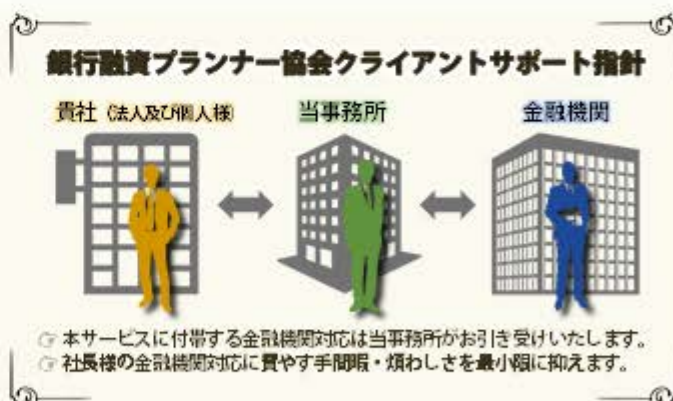 銀行融資プランナー協会クライアントサポート指針
貴社 (法人及び個人様) 当事務所 金融機関
☞ 本サービスに付帯する金融機関対応は当事務所がお引き受けいたします。
☞ 社長様の金融機関対応に費やす手間暇・煩わしさを最小限に抑えます。